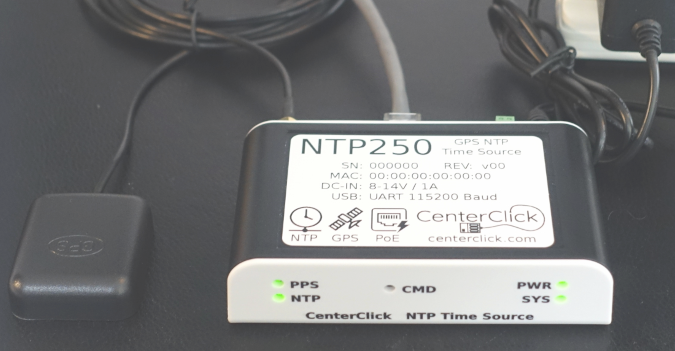 NTP250 GPS NTP Time Source
SN: 000000 REV: v00
MAC: 00:00:00:00:00:00
DC-IN: 8-14V / 1A
USB: UART 115200 Baud
NTP GPS PoE
CenterClick
centerclick.com
PPS CMD PWR
NTP SYS
CenterClick NTP Time Source